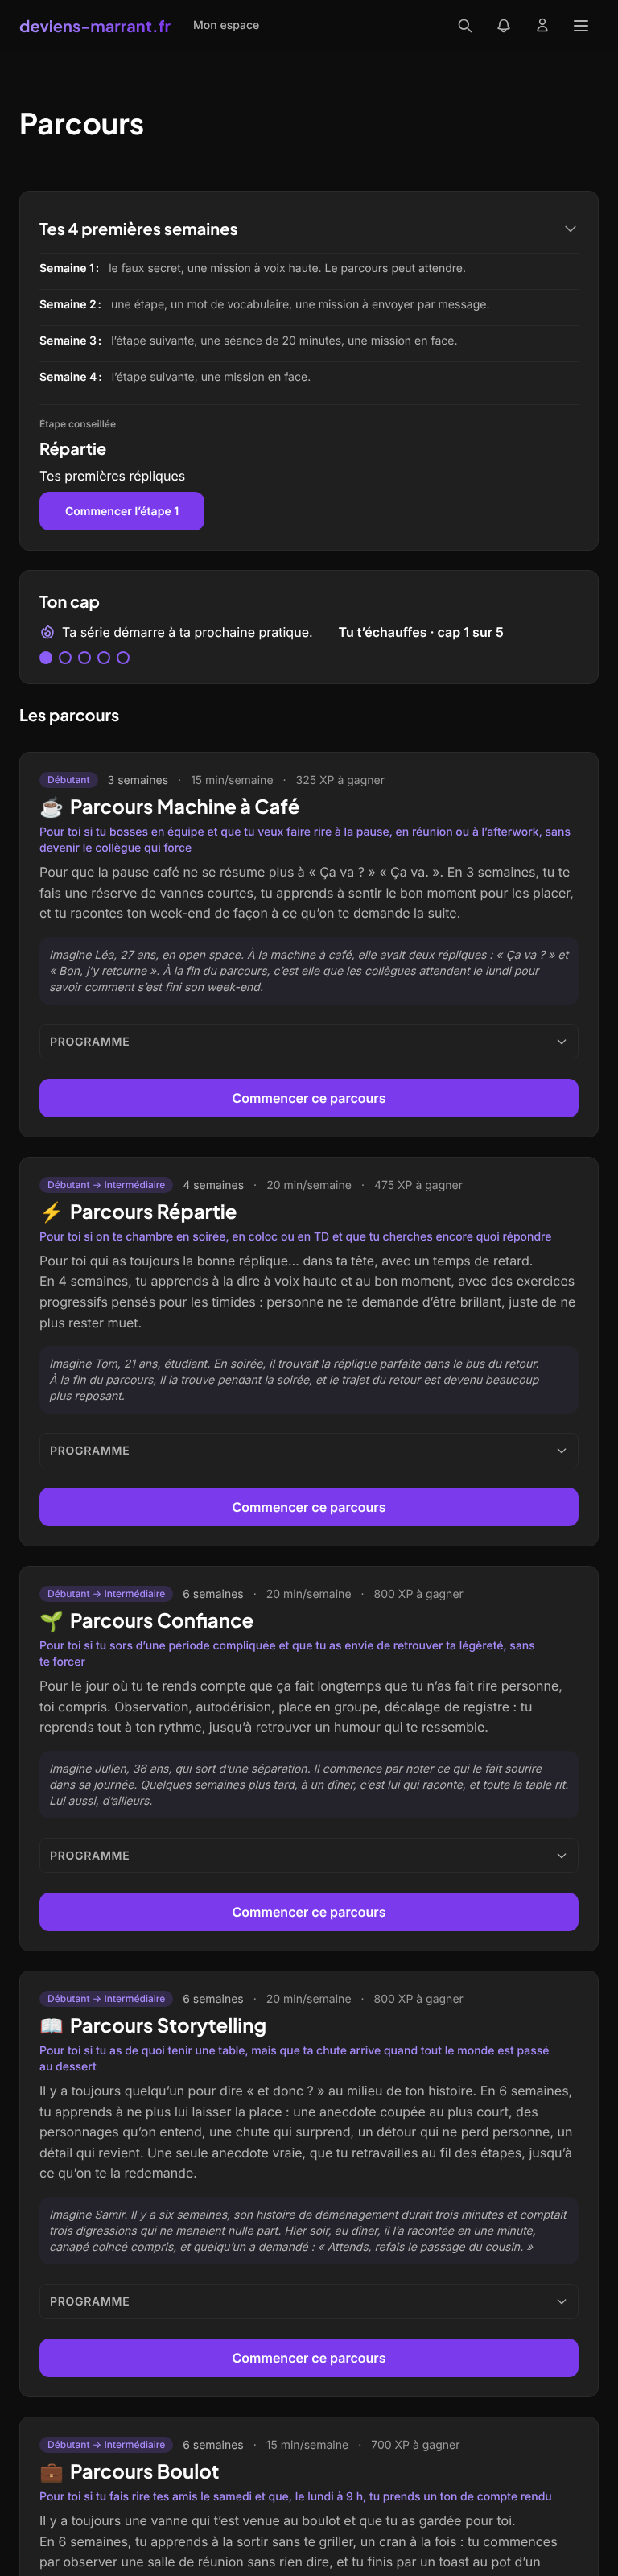 deviens-marrant.fr Mon espace
Parcours
Tes 4 premières semaines
Semaine 1 : le faux secret, une mission à voix haute. Le parcours peut attendre.
Semaine 2 : une étape, un mot de vocabulaire, une mission à envoyer par message.
Semaine 3 : l’étape suivante, une séance de 20 minutes, une mission en face.
Semaine 4 : l’étape suivante, une mission en face.
Étape conseillée
Répartie
Tes premières répliques
Commencer l’étape 1
Ton cap
Ta série démarre à ta prochaine pratique. Tu t’échauffes · cap 1 sur 5
Les parcours
Débutant 3 semaines · 15 min/semaine · 325 XP à gagner
☕ Parcours Machine à Café
Pour toi si tu bosses en équipe et que tu veux faire rire à la pause, en réunion ou à l’afterwork, sans
devenir le collègue qui force
Pour que la pause café ne se résume plus à « Ça va ? » « Ça va. ». En 3 semaines, tu te
fais une réserve de vannes courtes, tu apprends à sentir le bon moment pour les placer,
et tu racontes ton week-end de façon à ce qu’on te demande la suite.
Imagine Léa, 27 ans, en open space. À la machine à café, elle avait deux répliques : « Ça va ? » et
« Bon, j’y retourne ». À la fin du parcours, c’est elle que les collègues attendent le lundi pour
savoir comment s’est fini son week-end.
PROGRAMME
Commencer ce parcours
Débutant → Intermédiaire 4 semaines · 20 min/semaine · 475 XP à gagner
⚡ Parcours Répartie
Pour toi si on te chambre en soirée, en coloc ou en TD et que tu cherches encore quoi répondre
Pour toi qui as toujours la bonne réplique… dans ta tête, avec un temps de retard.
En 4 semaines, tu apprends à la dire à voix haute et au bon moment, avec des exercices
progressifs pensés pour les timides : personne ne te demande d’être brillant, juste de ne
plus rester muet.
Imagine Tom, 21 ans, étudiant. En soirée, il trouvait la réplique parfaite dans le bus du retour.
À la fin du parcours, il la trouve pendant la soirée, et le trajet du retour est devenu beaucoup
plus reposant.
PROGRAMME
Commencer ce parcours
Débutant → Intermédiaire 6 semaines · 20 min/semaine · 800 XP à gagner
🌱 Parcours Confiance
Pour toi si tu sors d’une période compliquée et que tu as envie de retrouver ta légèreté, sans
te forcer
Pour le jour où tu te rends compte que ça fait longtemps que tu n’as fait rire personne,
toi compris. Observation, autodérision, place en groupe, décalage de registre : tu
reprends tout à ton rythme, jusqu’à retrouver un humour qui te ressemble.
Imagine Julien, 36 ans, qui sort d’une séparation. Il commence par noter ce qui le fait sourire
dans sa journée. Quelques semaines plus tard, à un dîner, c’est lui qui raconte, et toute la table rit.
Lui aussi, d’ailleurs.
PROGRAMME
Commencer ce parcours
Débutant → Intermédiaire 6 semaines · 20 min/semaine · 800 XP à gagner
📖 Parcours Storytelling
Pour toi si tu as de quoi tenir une table, mais que ta chute arrive quand tout le monde est passé
au dessert
Il y a toujours quelqu’un pour dire « et donc ? » au milieu de ton histoire. En 6 semaines,
tu apprends à ne plus lui laisser la place : une anecdote coupée au plus court, des
personnages qu’on entend, une chute qui surprend, un détour qui ne perd personne, un
détail qui revient. Une seule anecdote vraie, que tu retravailles au fil des étapes, jusqu’à
ce qu’on te la redemande.
Imagine Samir. Il y a six semaines, son histoire de déménagement durait trois minutes et comptait
trois digressions qui ne menaient nulle part. Hier soir, au dîner, il l’a racontée en une minute,
canapé coincé compris, et quelqu’un a demandé : « Attends, refais le passage du cousin. »
PROGRAMME
Commencer ce parcours
Débutant → Intermédiaire 6 semaines · 15 min/semaine · 700 XP à gagner
💼 Parcours Boulot
Pour toi si tu fais rire tes amis le samedi et que, le lundi à 9 h, tu prends un ton de compte rendu
Il y a toujours une vanne qui t’est venue au boulot et que tu as gardée pour toi.
En 6 semaines, tu apprends à la sortir sans te griller, un cran à la fois : tu commences
par observer une salle de réunion sans rien dire, et tu finis par un toast au pot d’un